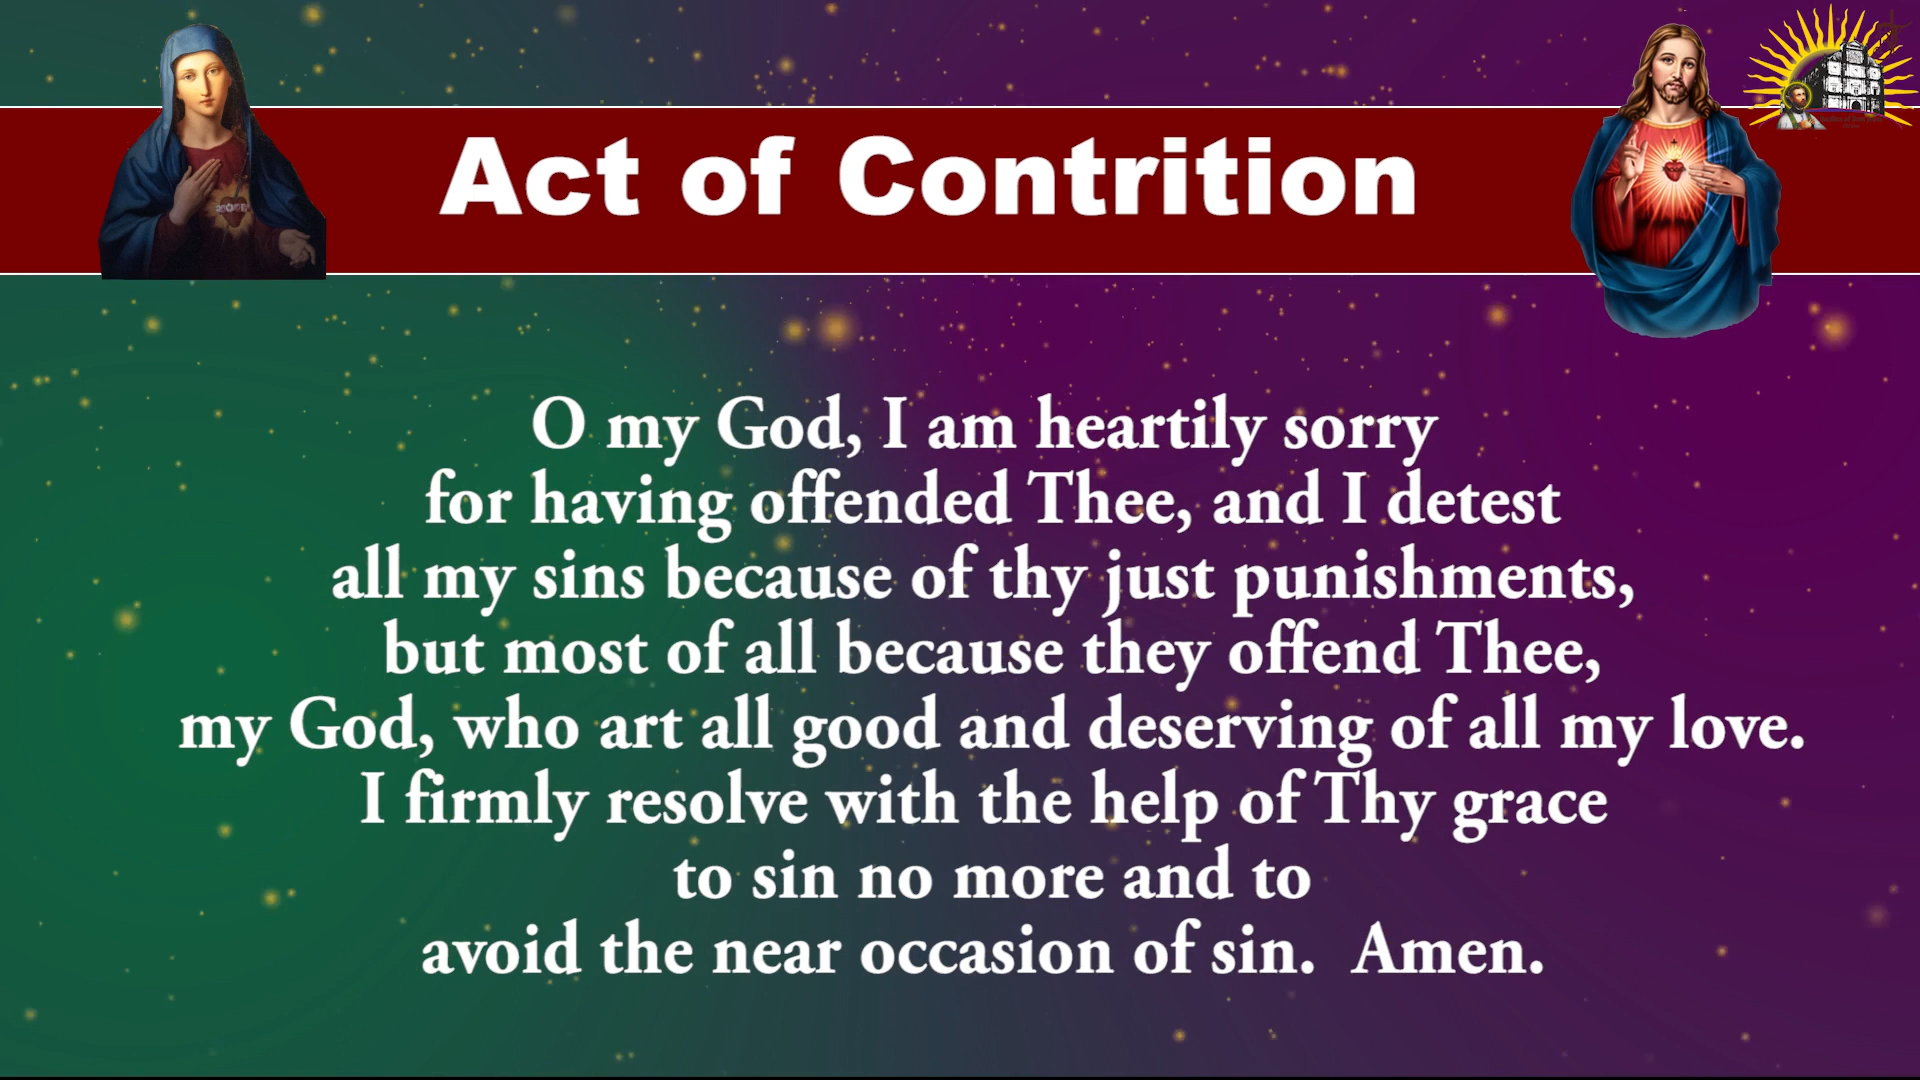 Act of Contrition
O my God, I am heartily sorry
for having offended Thee, and I detest
all my sins because of thy just punishments,
but most of all because they offend Thee,
my God, who art all good and deserving of all my love.
I firmly resolve with the help of Thy grace
to sin no more and to
avoid the near occasion of sin.  Amen.